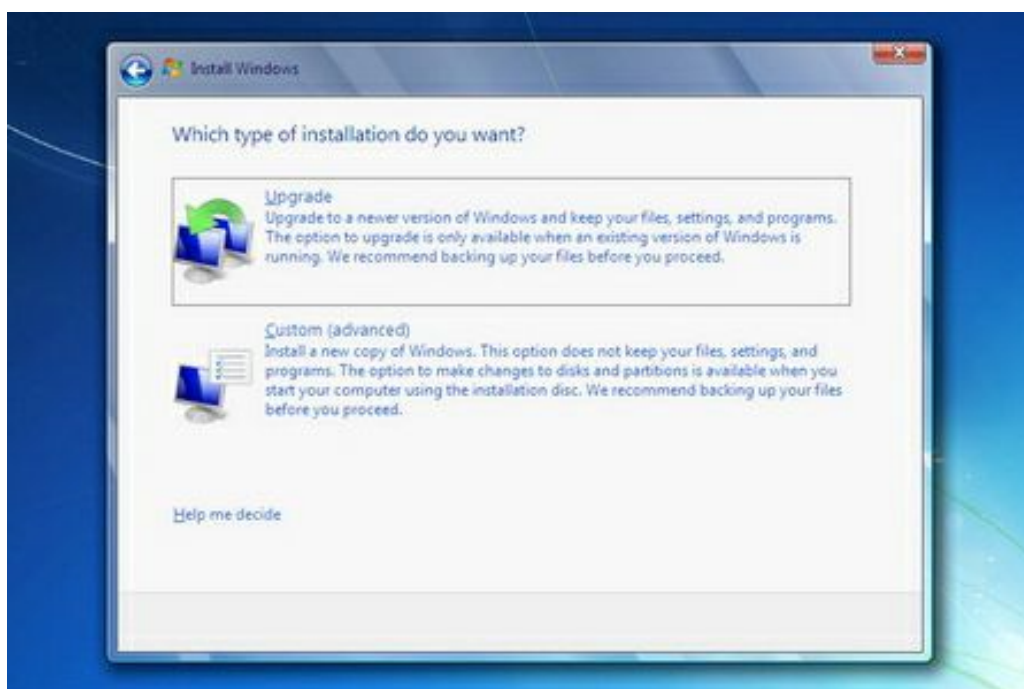 Install Windows
Which type of installation do you want?
Upgrade
Upgrade to a newer version of Windows and keep your files, settings, and programs.
The option to upgrade is only available when an existing version of Windows is
running. We recommend backing up your files before you proceed.
Custom (advanced)
Install a new copy of Windows. This option does not keep your files, settings, and
programs. The option to make changes to disks and partitions is available when you
start your computer using the installation disc. We recommend backing up your files
before you proceed.
Help me decide